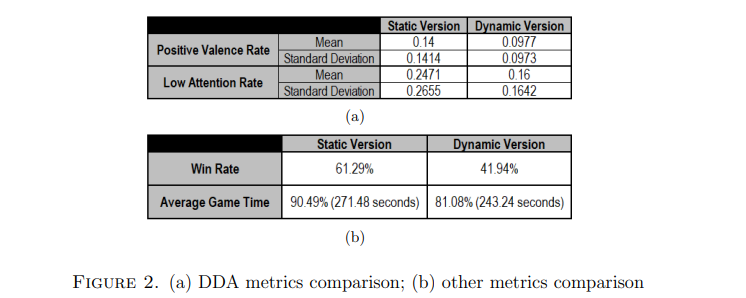 Static Version Dynamic Version
Positive Valence Rate Mean 0.14 0.0977
Standard Deviation 0.1414 0.0973
Low Attention Rate Mean 0.2471 0.16
Standard Deviation 0.2655 0.1642
(a)
Static Version Dynamic Version
Win Rate 61.29% 41.94%
Average Game Time 90.49% (271.48 seconds) 81.08% (243.24 seconds)
(b)
FIGURE 2. (a) DDA metrics comparison; (b) other metrics comparison